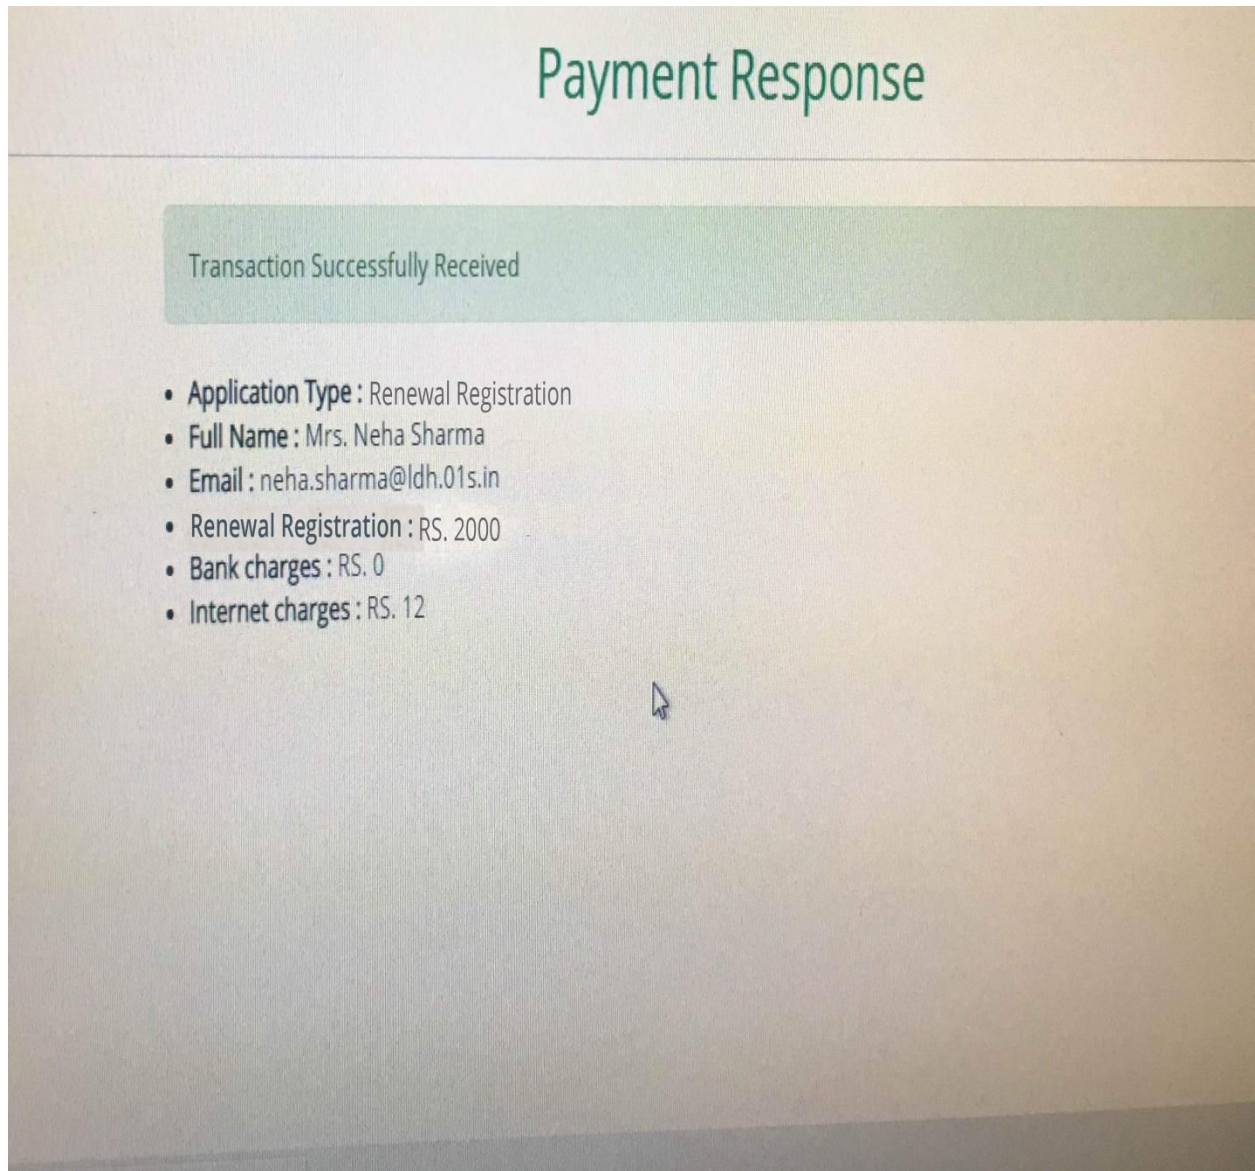 Payment Response
Transaction Successfully Received
• Application Type : Renewal Registration
• Full Name : Mrs. Neha Sharma
• Email : neha.sharma@ldh.01s.in
• Renewal Registration : RS. 2000
• Bank charges : RS. 0
• Internet charges : RS. 12